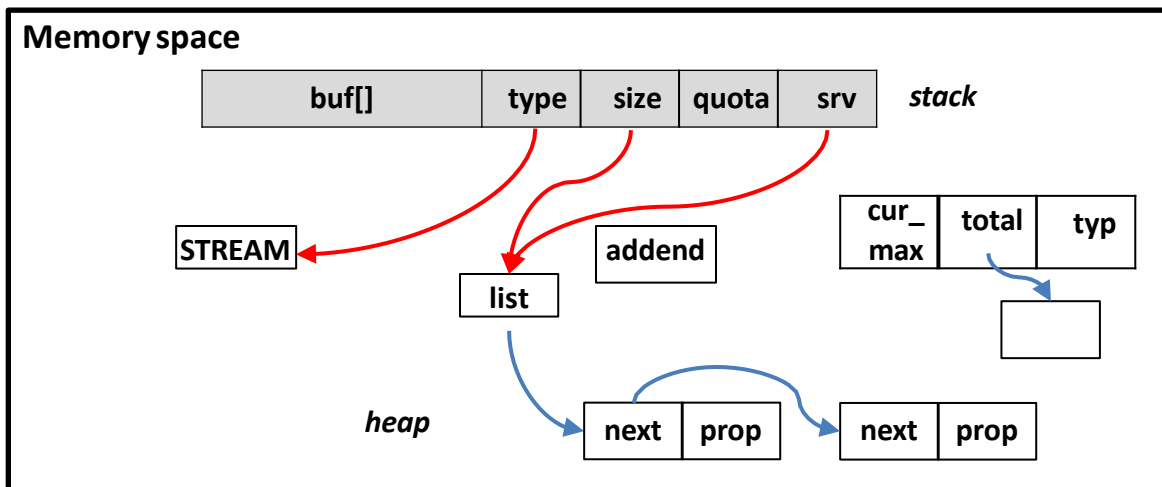 Memory space
buf[] type size quota srv stack
cur_
max
total typ
STREAM
addend
list
heap
next prop next prop